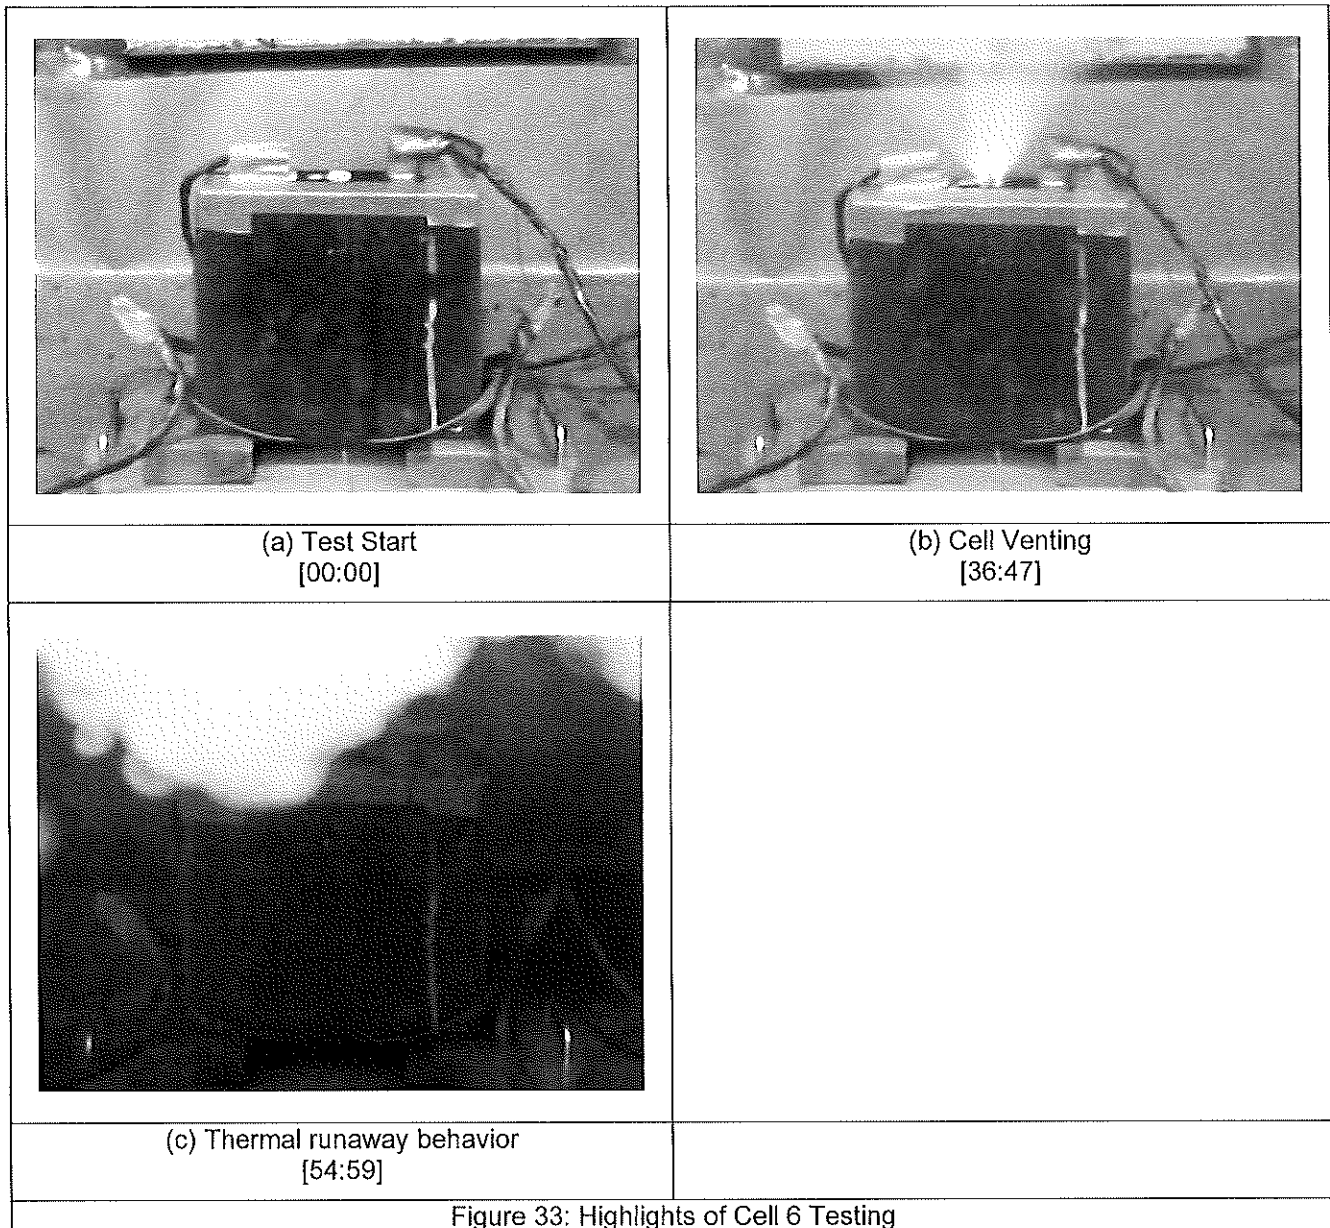 (a) Test Start
[00:00]
(b) Cell Venting
[36:47]
(c) Thermal runaway behavior
[54:59]
Figure 33: Highlights of Cell 6 Testing